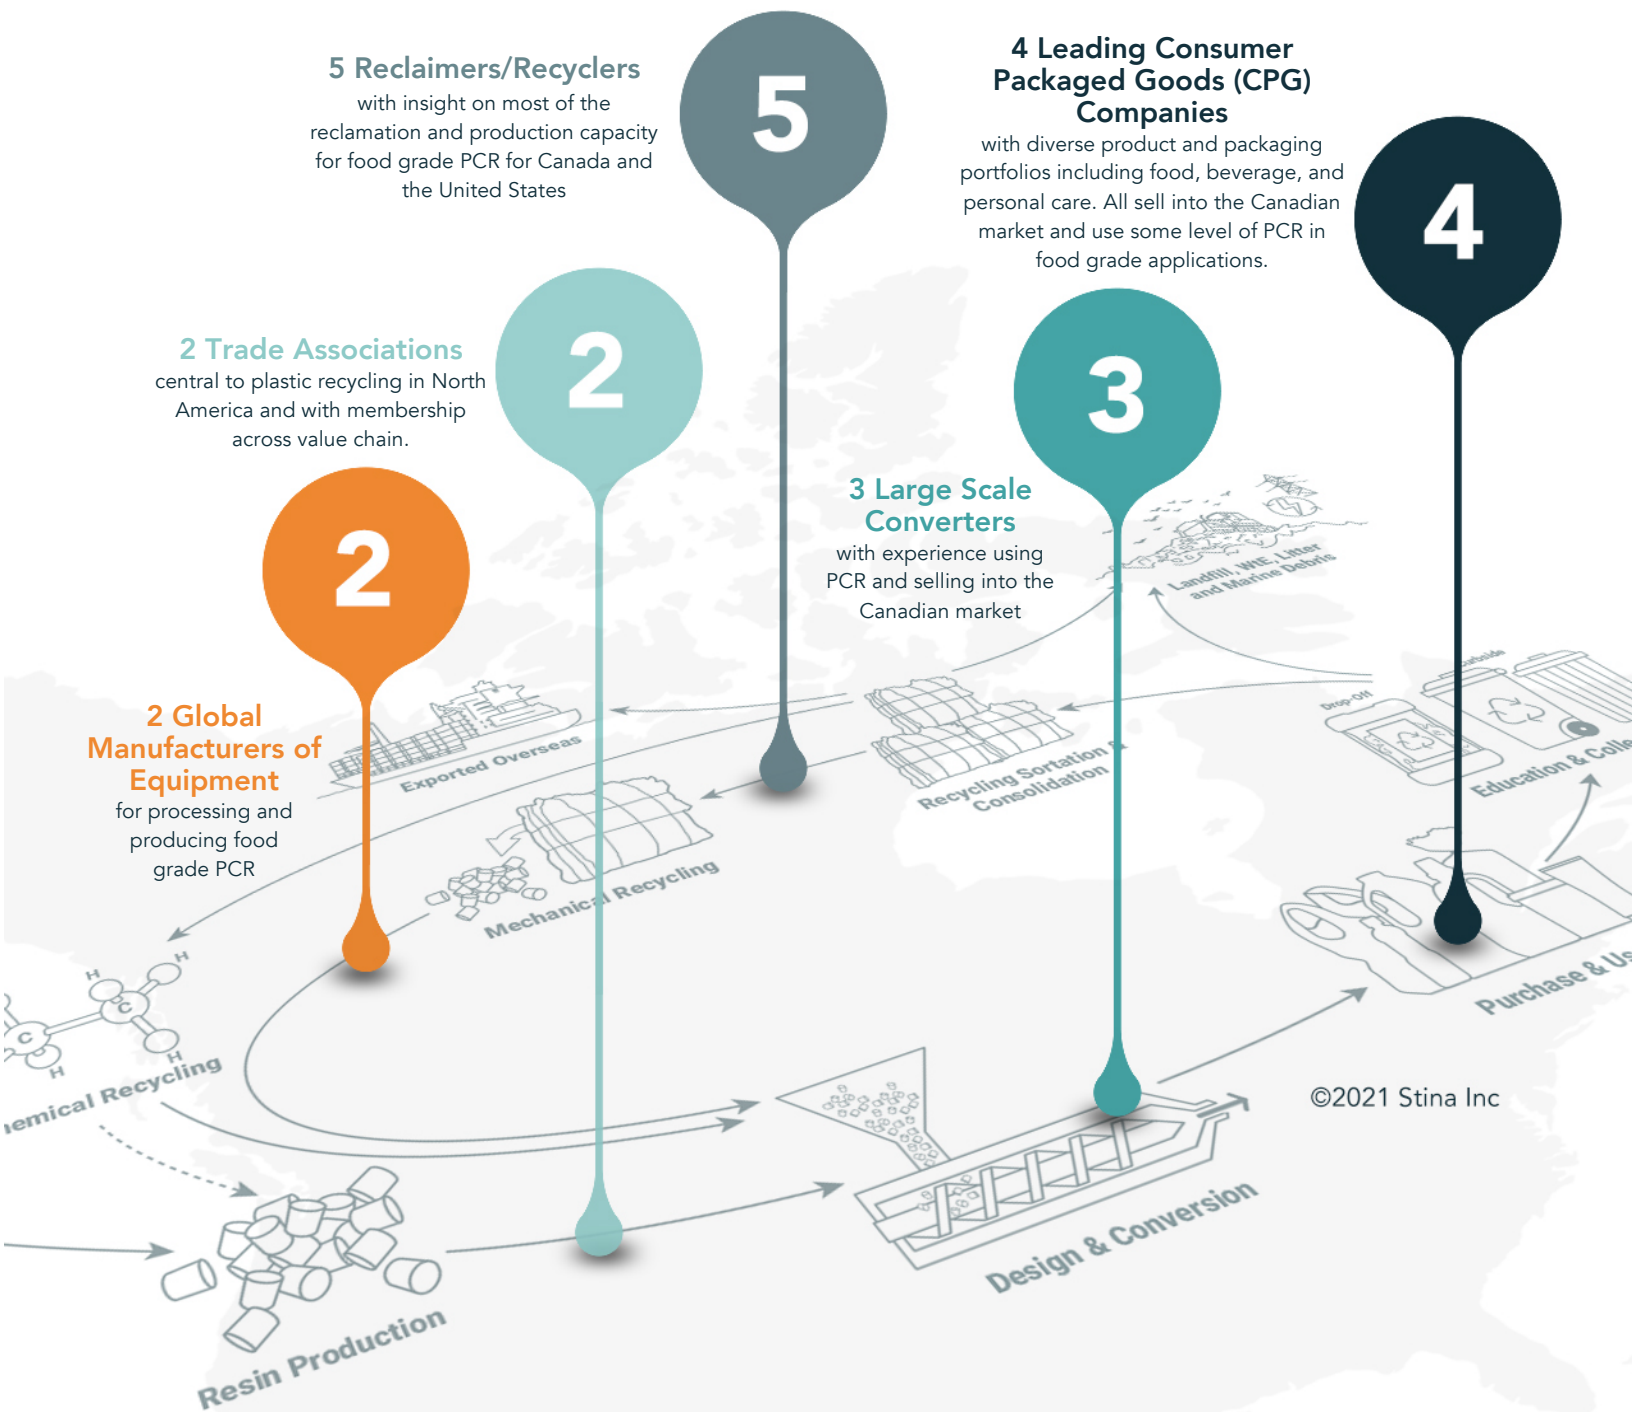 5 Reclaimers/Recyclers
with insight on most of the
reclamation and production capacity
for food grade PCR for Canada and
the United States
5
4 Leading Consumer
Packaged Goods (CPG)
Companies
with diverse product and packaging
portfolios including food, beverage, and
personal care. All sell into the Canadian
market and use some level of PCR in
food grade applications.
4
2 Trade Associations
central to plastic recycling in North
America and with membership
across value chain.
2
3
3 Large Scale
Converters
with experience using
PCR and selling into the
Canadian market
2
2 Global
Manufacturers of
Equipment
for processing and
producing food
grade PCR
Landfill, WtE, Litter
and Marine Debris
Drop-Off
Exported Overseas
Recycling Sortation &
Consolidation
Education & Colle
Mechanical Recycling
Purchase & Us
H
H
C
C
H
H
H
hemical Recycling
©2021 Stina Inc
Design & Conversion
Resin Production